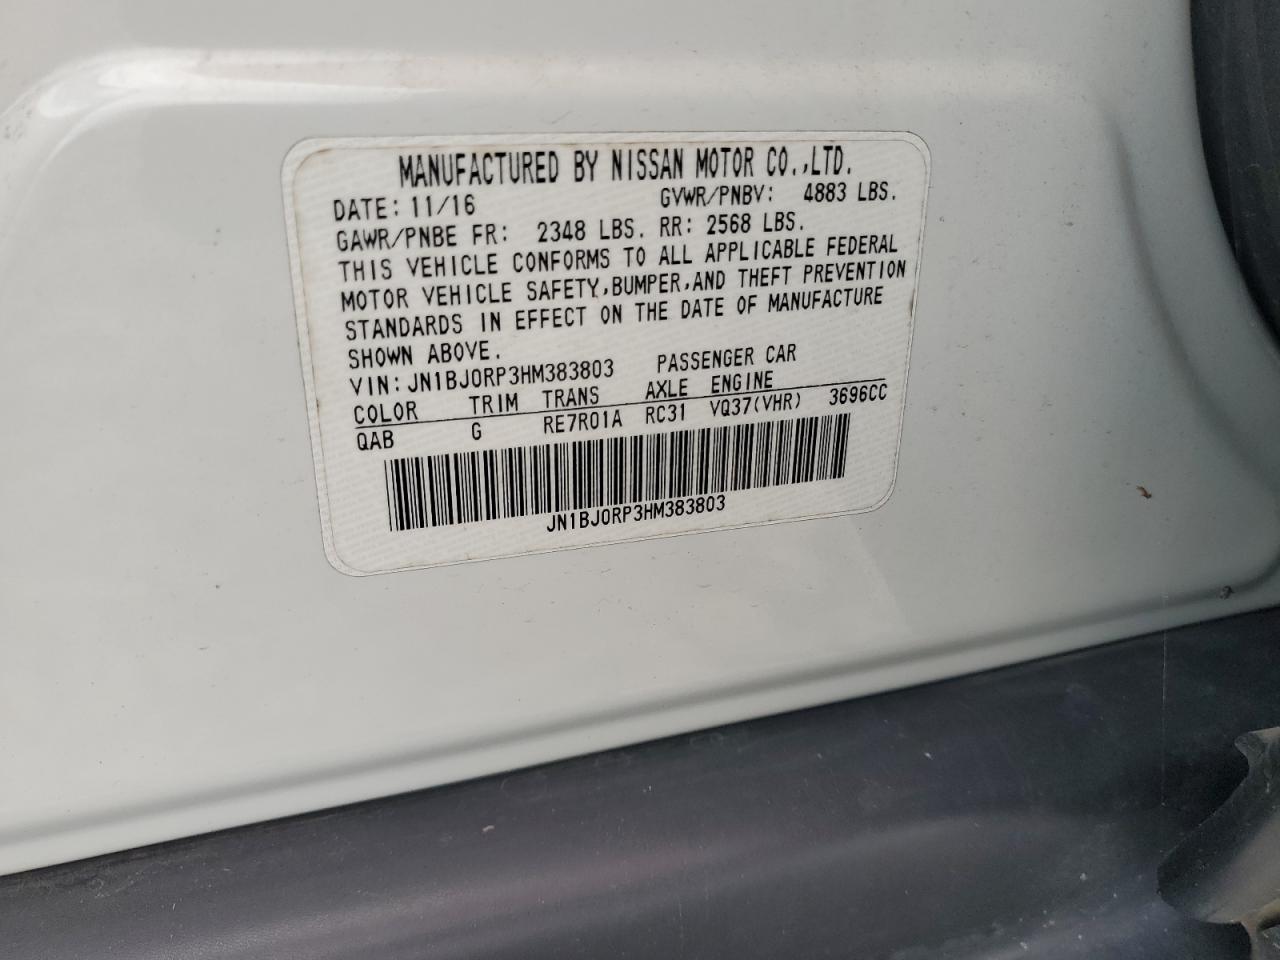 MANUFACTURED BY NISSAN MOTOR CO.,LTD.
DATE: 11/16 GVWR/PNBV: 4883 LBS.
GAWR/PNBE FR: 2348 LBS. RR: 2568 LBS.
THIS VEHICLE CONFORMS TO ALL APPLICABLE FEDERAL
MOTOR VEHICLE SAFETY,BUMPER,AND THEFT PREVENTION
STANDARDS IN EFFECT ON THE DATE OF MANUFACTURE
SHOWN ABOVE.
VIN: JN1BJ0RP3HM383803 PASSENGER CAR
COLOR TRIM TRANS AXLE ENGINE
QAB G RE7R01A RC31 VQ37(VHR) 3696CC
JN1BJ0RP3HM383803